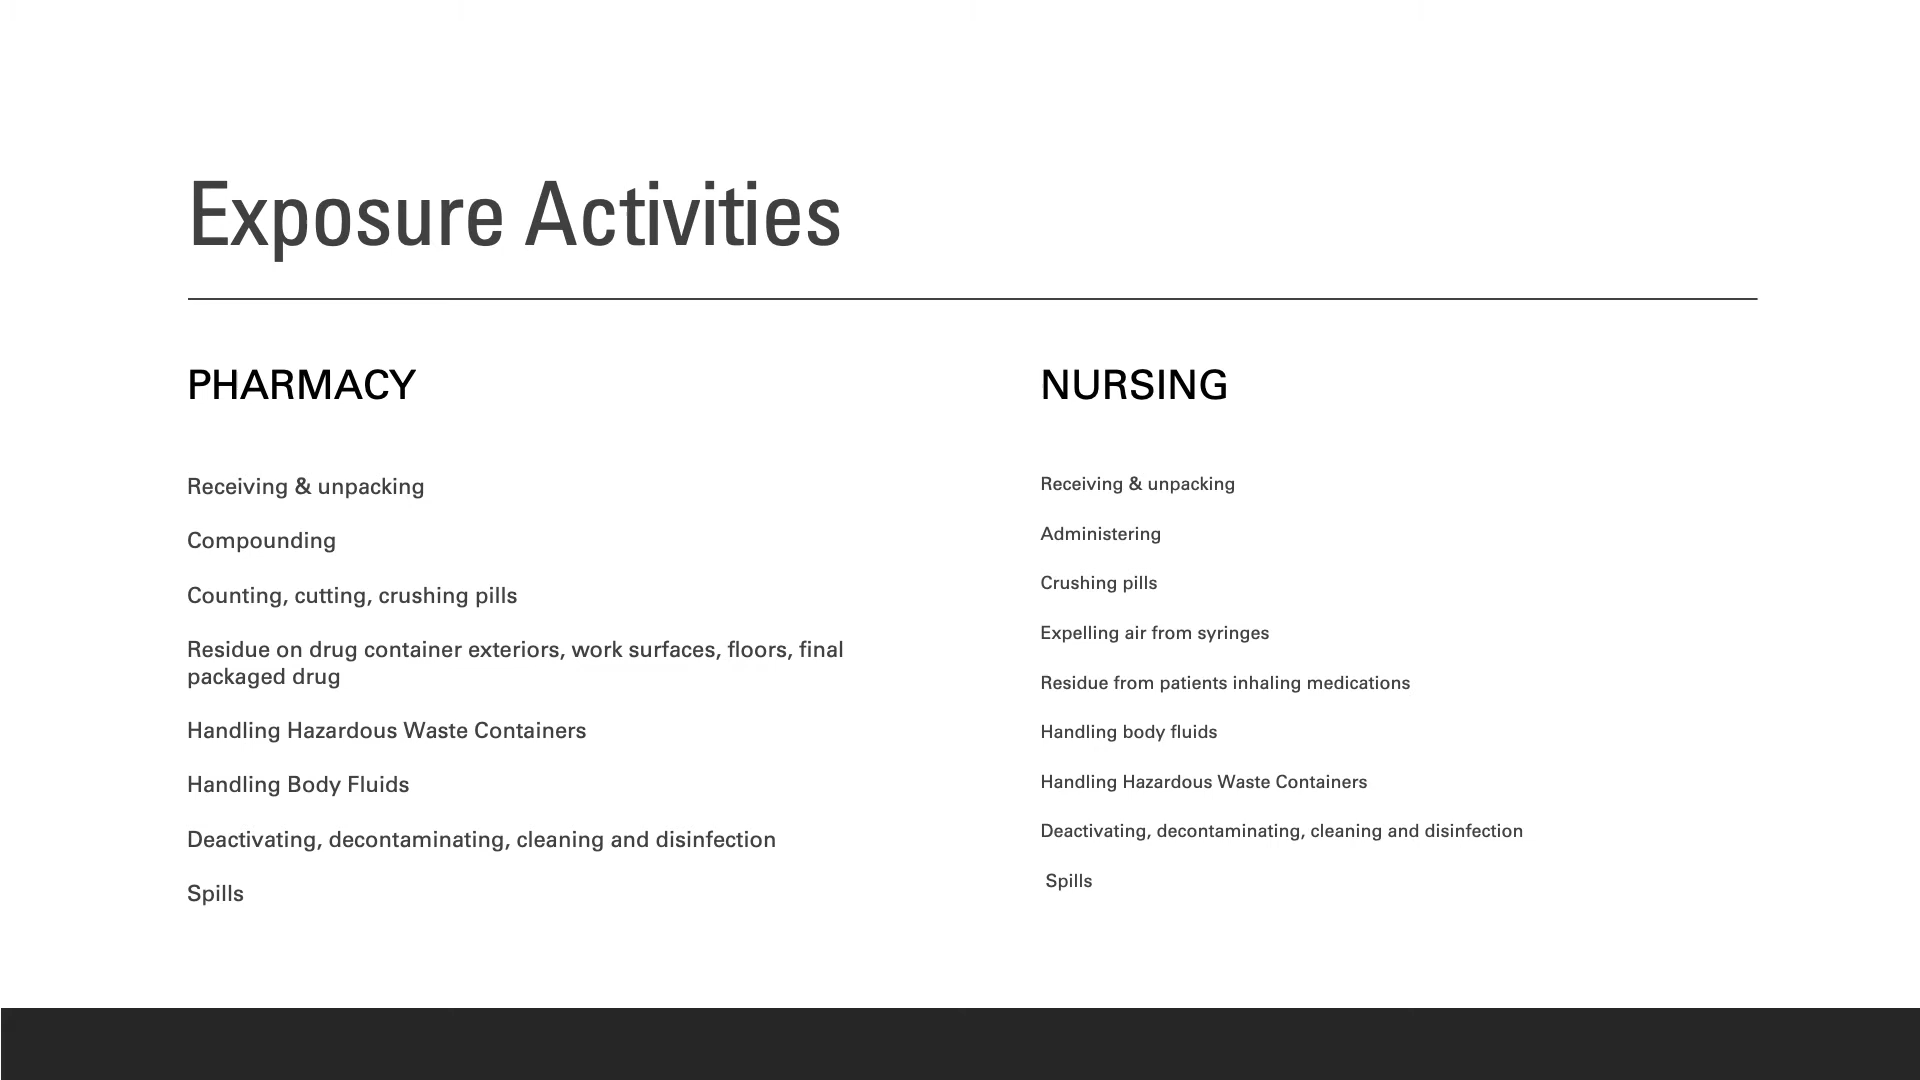 Exposure Activities
PHARMACY
Receiving & unpacking
Compounding
Counting, cutting, crushing pills
Residue on drug container exteriors, work surfaces, floors, final
packaged drug
Handling Hazardous Waste Containers
Handling Body Fluids
Deactivating, decontaminating, cleaning and disinfection
Spills
NURSING
Receiving & unpacking
Administering
Crushing pills
Expelling air from syringes
Residue from patients inhaling medications
Handling body fluids
Handling Hazardous Waste Containers
Deactivating, decontaminating, cleaning and disinfection
Spills